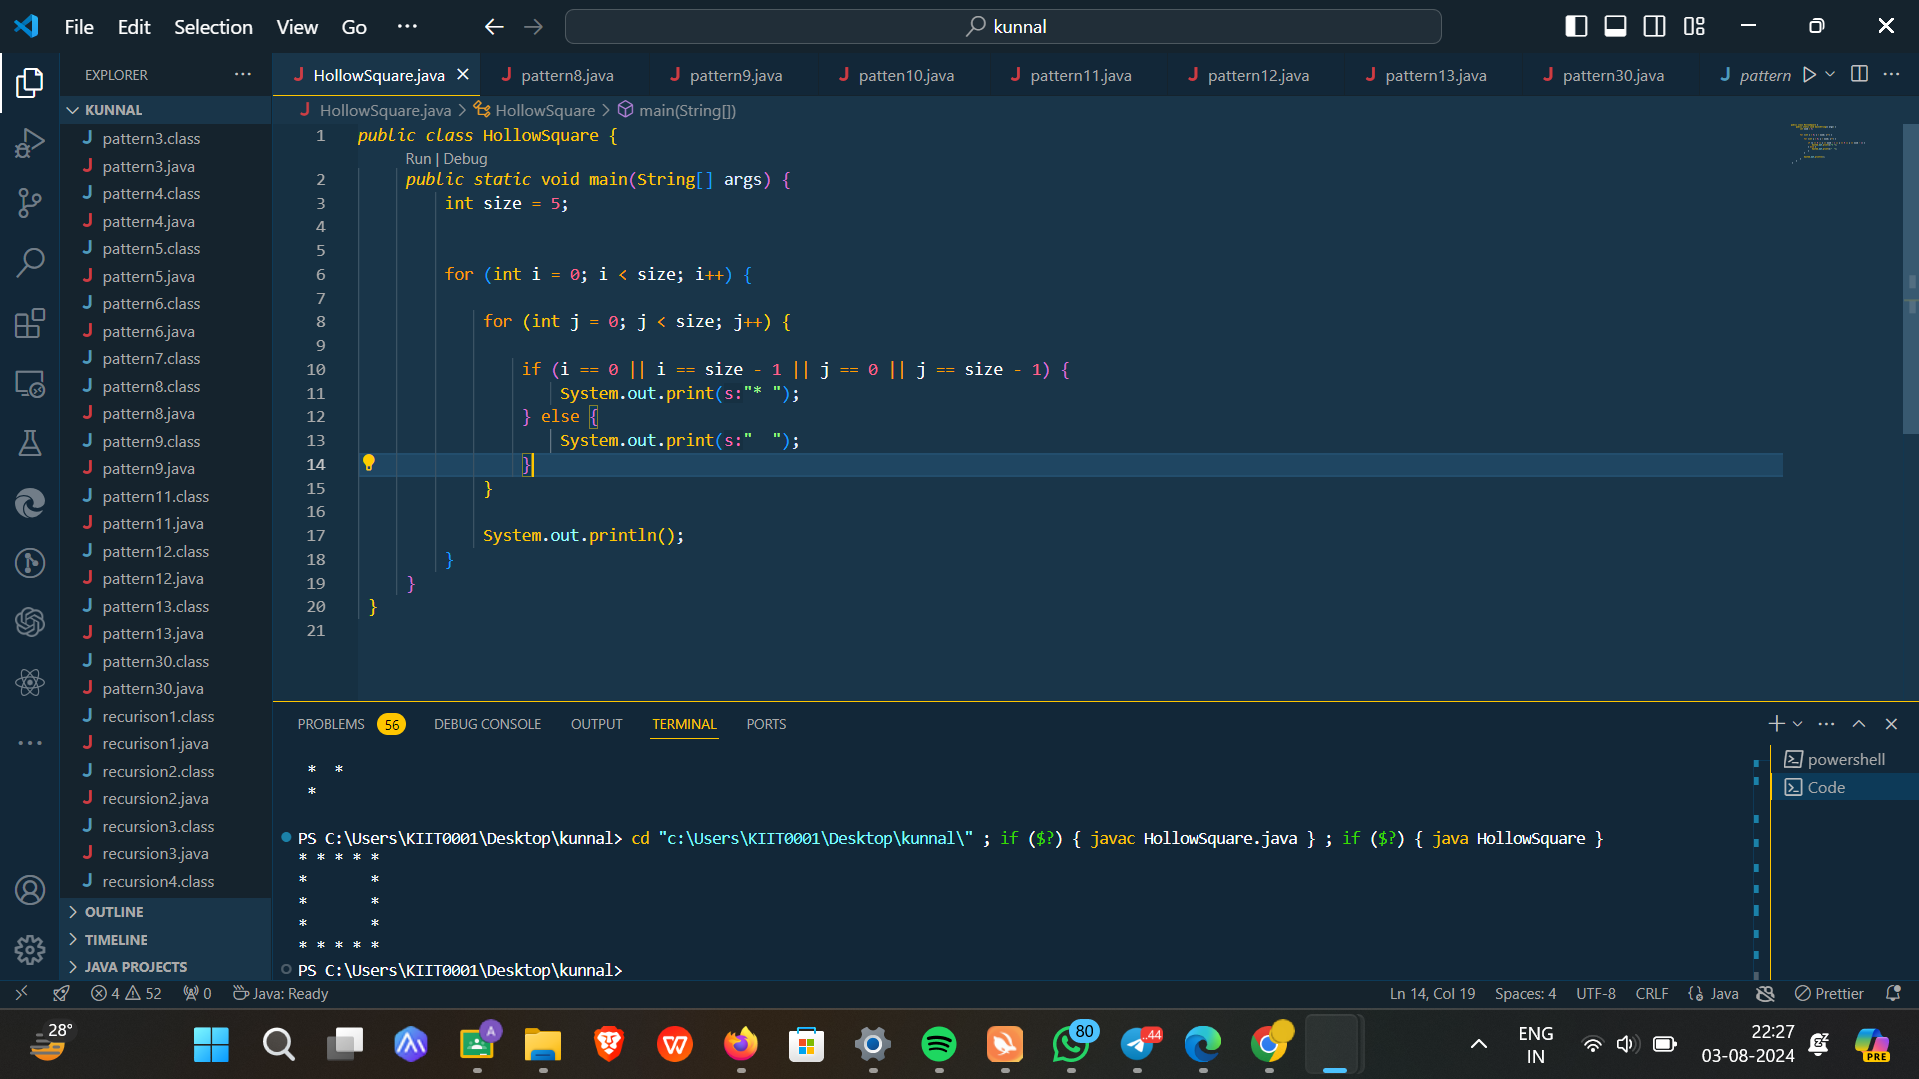 File Edit Selection View Go ··· kunnal
EXPLORER ···
HollowSquare.java pattern8.java pattern9.java patten10.java pattern11.java pattern12.java pattern13.java pattern30.java pattern ···
KUNNAL
pattern3.class
pattern3.java
pattern4.class
pattern4.java
pattern5.class
pattern5.java
pattern6.class
pattern6.java
pattern7.class
pattern8.class
pattern8.java
pattern9.class
pattern9.java
pattern11.class
pattern11.java
pattern12.class
pattern12.java
pattern13.class
pattern13.java
pattern30.class
pattern30.java
recurison1.class
recurison1.java
recursion2.class
recursion2.java
recursion3.class
recursion3.java
recursion4.class
OUTLINE
TIMELINE
JAVA PROJECTS
HollowSquare.java > HollowSquare > main(String[])
1 public class HollowSquare {
Run | Debug
2 public static void main(String[] args) {
3 int size = 5;
4
5
6 for (int i = 0; i < size; i++) {
7
8 for (int j = 0; j < size; j++) {
9
10 if (i == 0 || i == size - 1 || j == 0 || j == size - 1) {
11 System.out.print(s:"* ");
12 } else {
13 System.out.print(s:"  ");
14 }
15 }
16
17 System.out.println();
18 }
19 }
20 }
21
PROBLEMS 56 DEBUG CONSOLE OUTPUT TERMINAL PORTS
* *
*
PS C:\Users\KIIT0001\Desktop\kunnal> cd "c:\Users\KIIT0001\Desktop\kunnal\" ; if ($?) { javac HollowSquare.java } ; if ($?) { java HollowSquare }
* * * * *
*       *
*       *
*       *
* * * * *
PS C:\Users\KIIT0001\Desktop\kunnal>
powershell
Code
4 52 0 Java: Ready Ln 14, Col 19 Spaces: 4 UTF-8 CRLF Java Prettier
28° A 80 44 ENG IN 22:27 03-08-2024 PRE